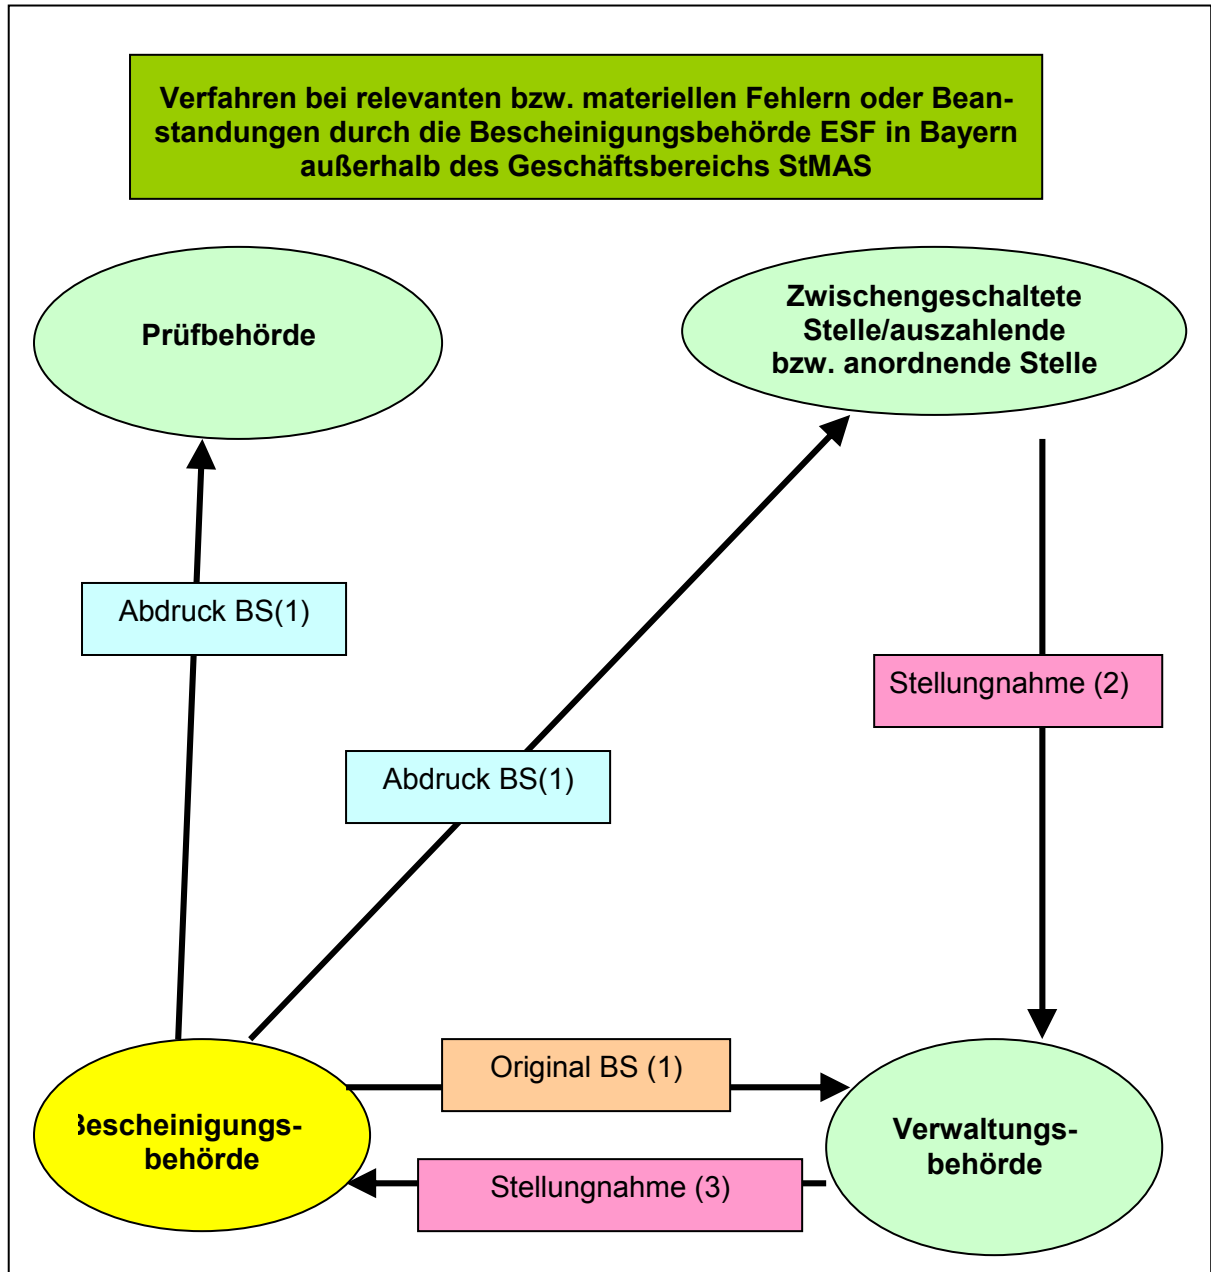 Verfahren bei relevanten bzw. materiellen Fehlern oder Bean-
standungen durch die Bescheinigungsbehörde ESF in Bayern
außerhalb des Geschäftsbereichs StMAS
Prüfbehörde
Zwischengeschaltete
Stelle/auszahlende
bzw. anordnende Stelle
Abdruck BS(1)
Stellungnahme (2)
Abdruck BS(1)
Original BS (1)
Bescheinigungs-
behörde
Verwaltungs-
behörde
Stellungnahme (3)